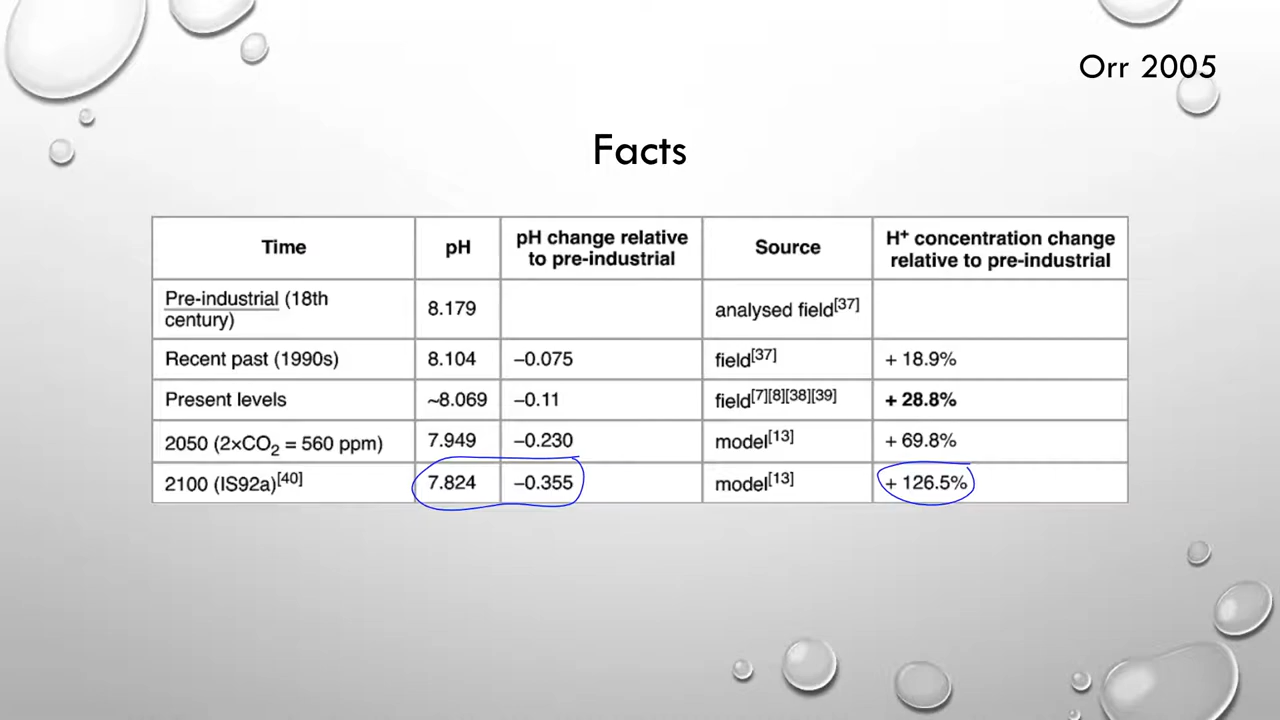 Orr 2005
Facts
Time pH pH change relative to pre-industrial Source H⁺ concentration change relative to pre-industrial
Pre-industrial (18th century) 8.179 analysed field[37]
Recent past (1990s) 8.104 −0.075 field[37] + 18.9%
Present levels ~8.069 −0.11 field[7][8][38][39] + 28.8%
2050 (2×CO₂ = 560 ppm) 7.949 −0.230 model[13] + 69.8%
2100 (IS92a)[40] 7.824 −0.355 model[13] + 126.5%